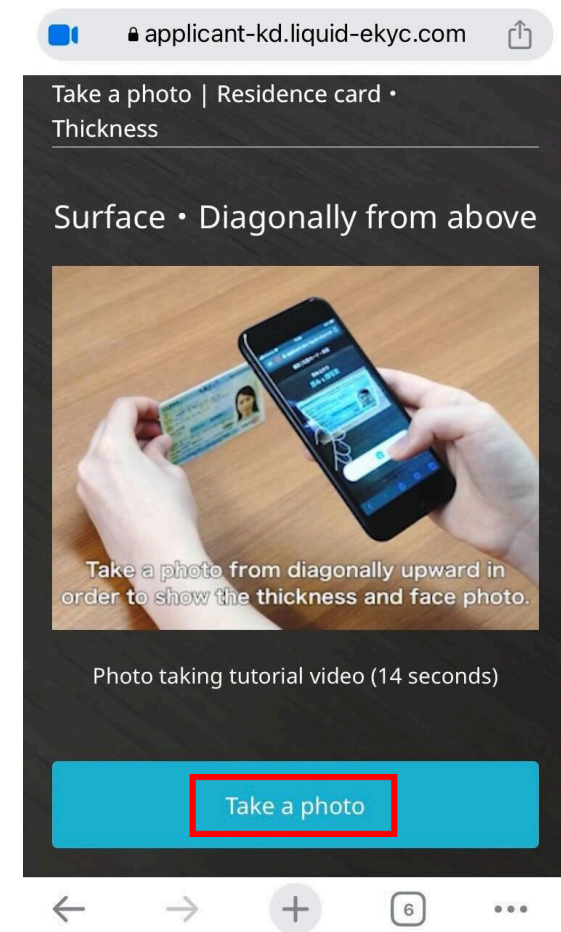 applicant-kd.liquid-ekyc.com
Take a photo | Residence card・
Thickness
Surface・Diagonally from above
Take a photo from diagonally upward in
order to show the thickness and face photo.
Photo taking tutorial video (14 seconds)
Take a photo
6